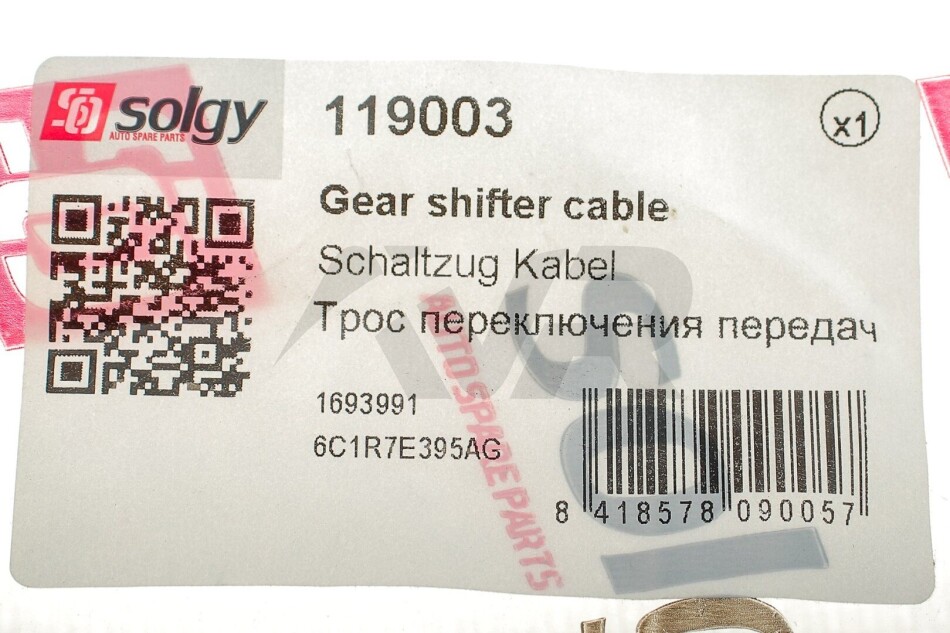 solgy
AUTO SPARE PARTS
119003
x1
Gear shifter cable
Schaltzug Kabel
Трос переключения передач
1693991
6C1R7E395AG
8 418578 090057
AUTO SPARE PARTS